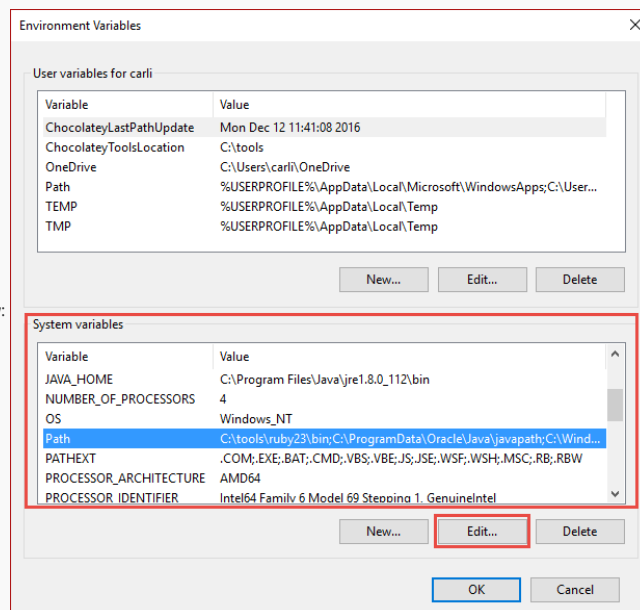 Environment Variables
User variables for carli
Variable Value
ChocolateyLastPathUpdate Mon Dec 12 11:41:08 2016
ChocolateyToolsLocation C:\tools
OneDrive C:\Users\carli\OneDrive
Path %USERPROFILE%\AppData\Local\Microsoft\WindowsApps;C:\User...
TEMP %USERPROFILE%\AppData\Local\Temp
TMP %USERPROFILE%\AppData\Local\Temp
New... Edit... Delete
System variables
Variable Value
JAVA_HOME C:\Program Files\Java\jre1.8.0_112\bin
NUMBER_OF_PROCESSORS 4
OS Windows_NT
Path C:\tools\ruby23\bin;C:\ProgramData\Oracle\Java\javapath;C:\Wind...
PATHEXT .COM;.EXE;.BAT;.CMD;.VBS;.VBE;.JS;.JSE;.WSF;.WSH;.MSC;.RB;.RBW
PROCESSOR_ARCHITECTURE AMD64
PROCESSOR_IDENTIFIER Intel64 Family 6 Model 69 Stepping 1, GenuineIntel
New... Edit... Delete
OK Cancel